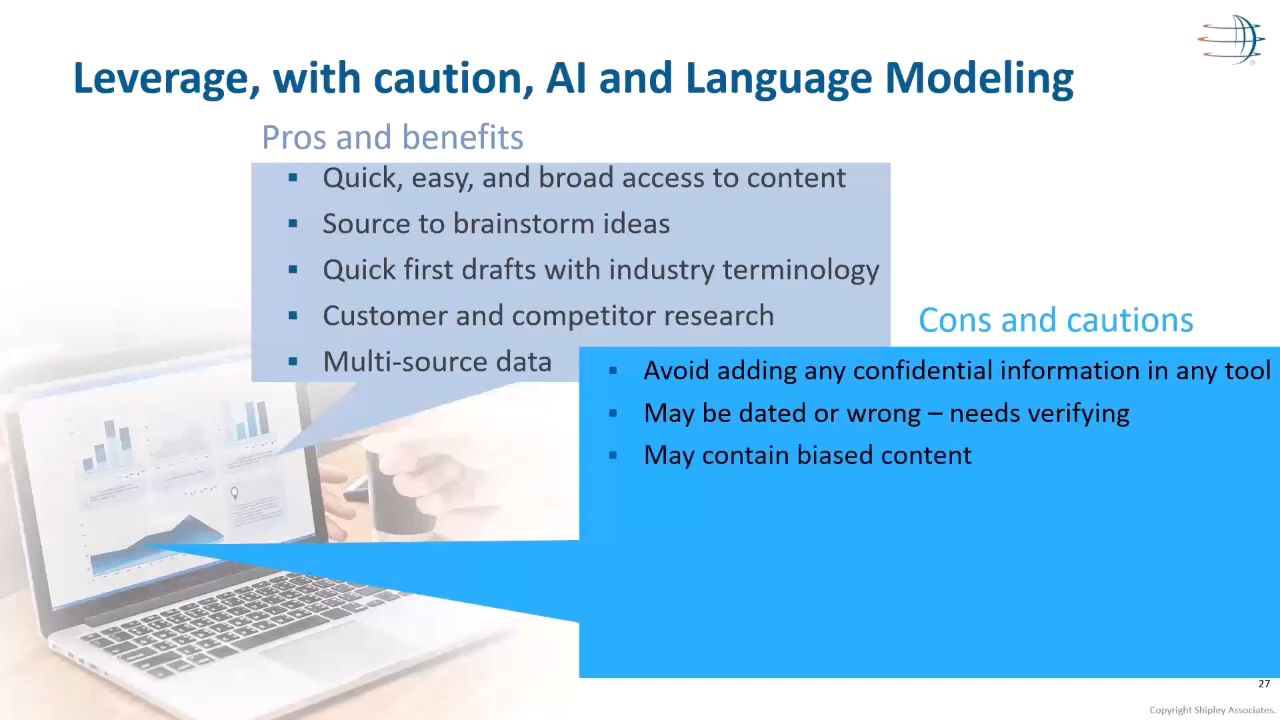 Leverage, with caution, AI and Language Modeling
Pros and benefits
▪ Quick, easy, and broad access to content
▪ Source to brainstorm ideas
▪ Quick first drafts with industry terminology
▪ Customer and competitor research
▪ Multi-source data
Cons and cautions
▪ Avoid adding any confidential information in any tool
▪ May be dated or wrong – needs verifying
▪ May contain biased content
27
Copyright Shipley Associates.